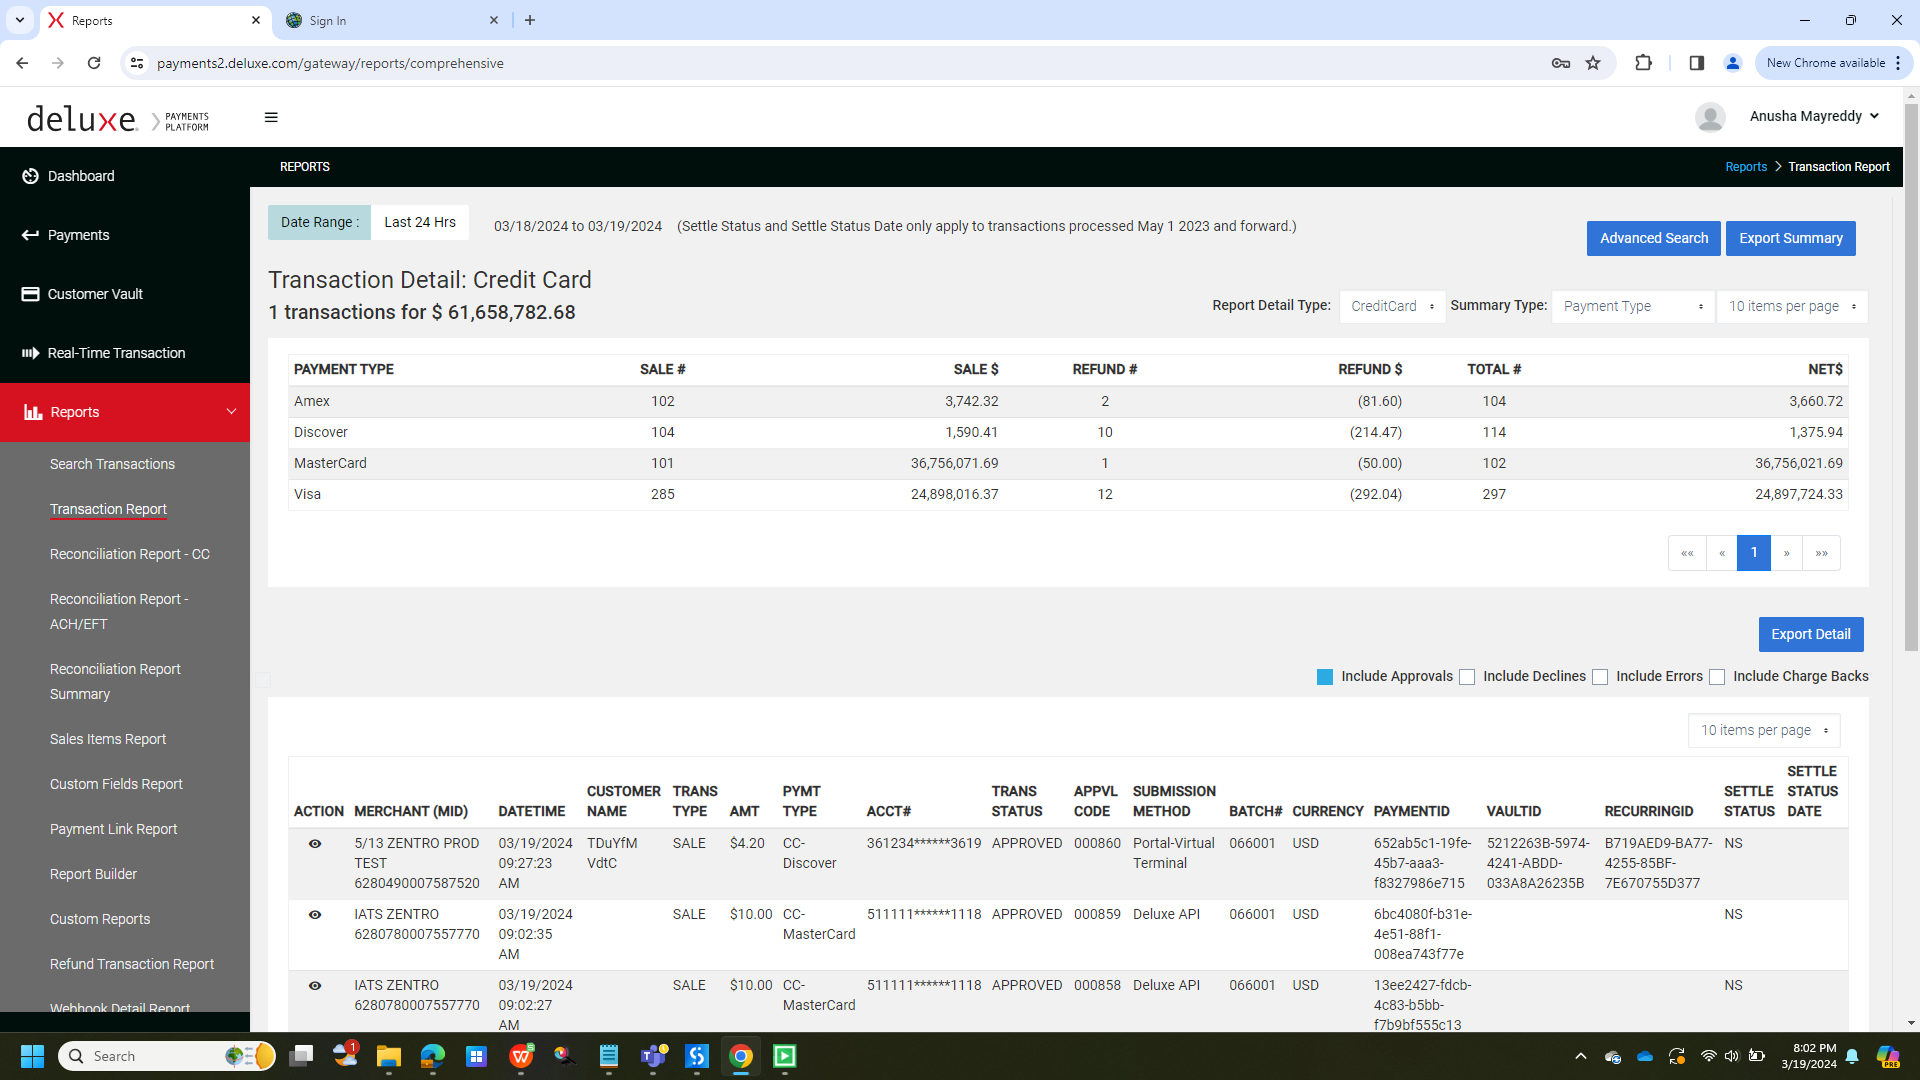 Reports
Sign In
payments2.deluxe.com/gateway/reports/comprehensive
New Chrome available
deluxe. PAYMENTS PLATFORM
Anusha Mayreddy
Dashboard
Payments
Customer Vault
Real-Time Transaction
Reports
Search Transactions
Transaction Report
Reconciliation Report - CC
Reconciliation Report -
ACH/EFT
Reconciliation Report
Summary
Sales Items Report
Custom Fields Report
Payment Link Report
Report Builder
Custom Reports
Refund Transaction Report
Webhook Detail Report
REPORTS
Reports > Transaction Report
Date Range : Last 24 Hrs 03/18/2024 to 03/19/2024 (Settle Status and Settle Status Date only apply to transactions processed May 1 2023 and forward.)
Advanced Search Export Summary
Transaction Detail: Credit Card
1 transactions for $ 61,658,782.68
Report Detail Type: CreditCard Summary Type: Payment Type 10 items per page
PAYMENT TYPE SALE # SALE $ REFUND # REFUND $ TOTAL # NET$
Amex 102 3,742.32 2 (81.60) 104 3,660.72
Discover 104 1,590.41 10 (214.47) 114 1,375.94
MasterCard 101 36,756,071.69 1 (50.00) 102 36,756,021.69
Visa 285 24,898,016.37 12 (292.04) 297 24,897,724.33
«« « 1 » »»
Export Detail
Include Approvals Include Declines Include Errors Include Charge Backs
10 items per page
ACTION MERCHANT (MID) DATETIME CUSTOMER NAME TRANS TYPE AMT PYMT TYPE ACCT# TRANS STATUS APPVL CODE SUBMISSION METHOD BATCH# CURRENCY PAYMENTID VAULTID RECURRINGID SETTLE STATUS SETTLE STATUS DATE
5/13 ZENTRO PROD 03/19/2024 TDuYfM SALE $4.20 CC- 361234******3619 APPROVED 000860 Portal-Virtual 066001 USD 652ab5c1-19fe- 5212263B-5974- B719AED9-BA77- NS
TEST 09:27:23 VdtC Discover Terminal 45b7-aaa3- 4241-ABDD- 4255-85BF-
6280490007587520 AM f8327986e715 033A8A26235B 7E670755D377
IATS ZENTRO 03/19/2024 SALE $10.00 CC- 511111******1118 APPROVED 000859 Deluxe API 066001 USD 6bc4080f-b31e- NS
6280780007557770 09:02:35 MasterCard 4e51-88f1-
AM 008ea743f77e
IATS ZENTRO 03/19/2024 SALE $10.00 CC- 511111******1118 APPROVED 000858 Deluxe API 066001 USD 13ee2427-fdcb- NS
6280780007557770 09:02:27 MasterCard 4c83-b5bb-
AM f7b9bf555c13
Search
1
8:02 PM
3/19/2024
PRE